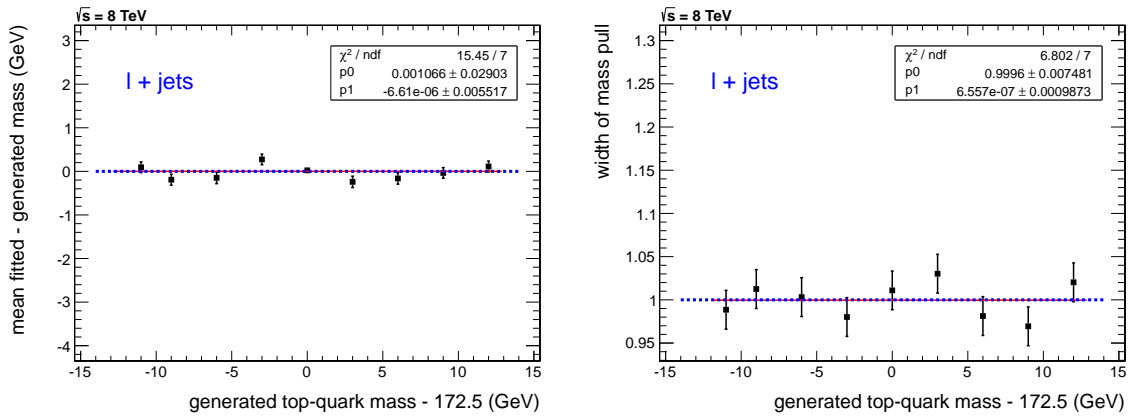 √s = 8 TeV
mean fitted - generated mass (GeV)
3
2
1
0
-1
-2
-3
-4
l + jets
χ² / ndf 15.45 / 7
p0 0.001066 ± 0.02903
p1 -6.61e-06 ± 0.005517
-15 -10 -5 0 5 10 15
generated top-quark mass - 172.5 (GeV)
√s = 8 TeV
width of mass pull
1.3
1.25
1.2
1.15
1.1
1.05
1
0.95
l + jets
χ² / ndf 6.802 / 7
p0 0.9996 ± 0.007481
p1 6.557e-07 ± 0.0009873
-15 -10 -5 0 5 10 15
generated top-quark mass - 172.5 (GeV)